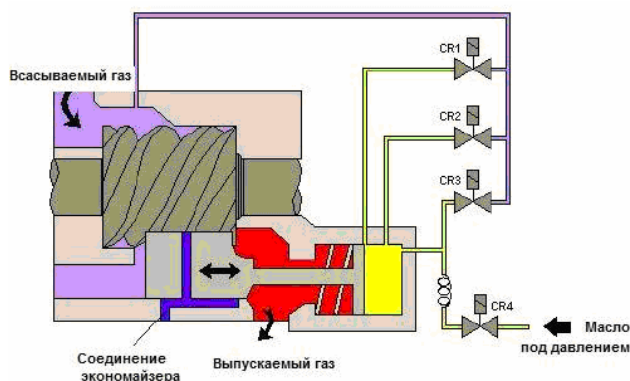 CR1
Всасываемый газ
CR2
CR3
CR4
Масло
под давлением
Соединение
экономайзера
Выпускаемый газ